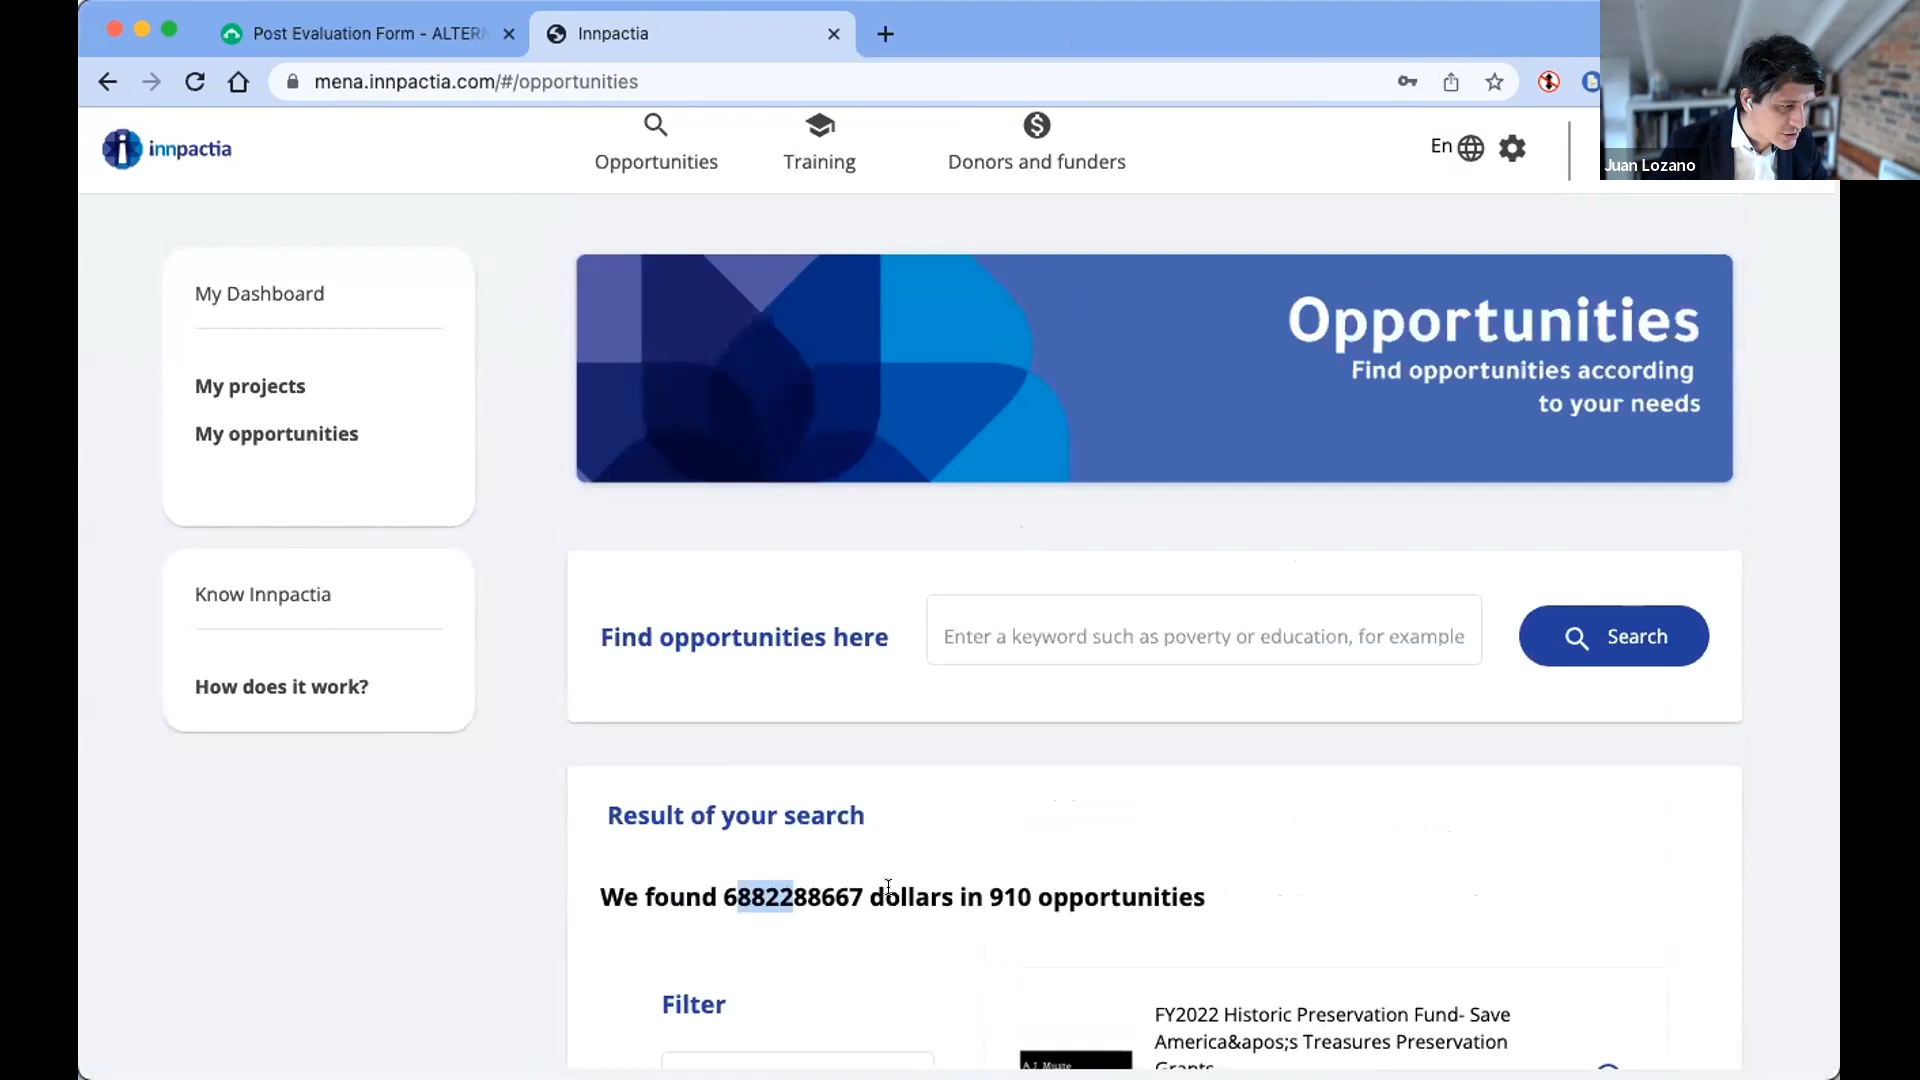 Post Evaluation Form - ALTER
Innpactia
mena.innpactia.com/#/opportunities
innpactia
Opportunities
Training
Donors and funders
En
Juan Lozano
My Dashboard
My projects
My opportunities
Know Innpactia
How does it work?
Opportunities
Find opportunities according
to your needs
Find opportunities here
Enter a keyword such as poverty or education, for example
Search
Result of your search
We found 6882288667 dollars in 910 opportunities
Filter
FY2022 Historic Preservation Fund- Save
America&apos;s Treasures Preservation
Grants
A.J. Muste